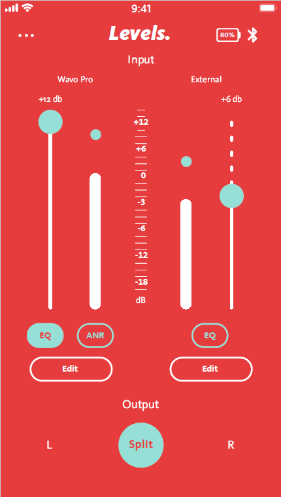 9:41
Levels.
80%
Input
Wavo Pro
External
+12 db
+6 db
+12
+6
0
-3
-6
-12
-18
dB
EQ
ANR
EQ
Edit
Edit
Output
L
Split
R